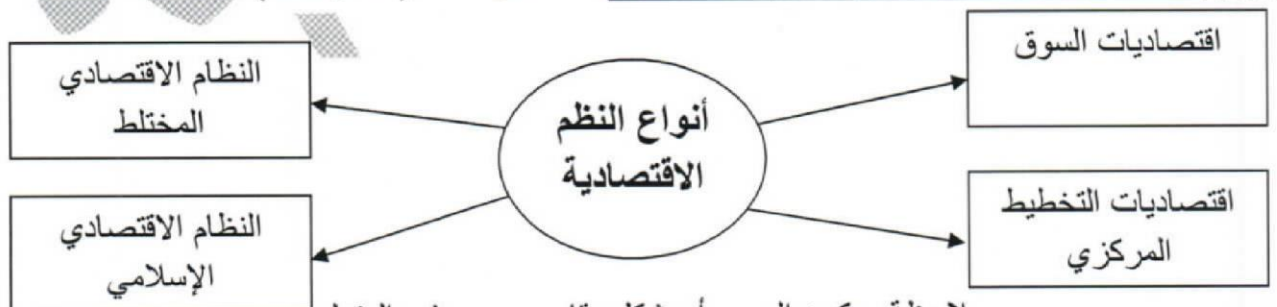 اقتصاديات السوق
أنواع النظم
الاقتصادية
النظام الاقتصادي
المختلط
اقتصاديات التخطيط
المركزي
النظام الاقتصادي
الإسلامي